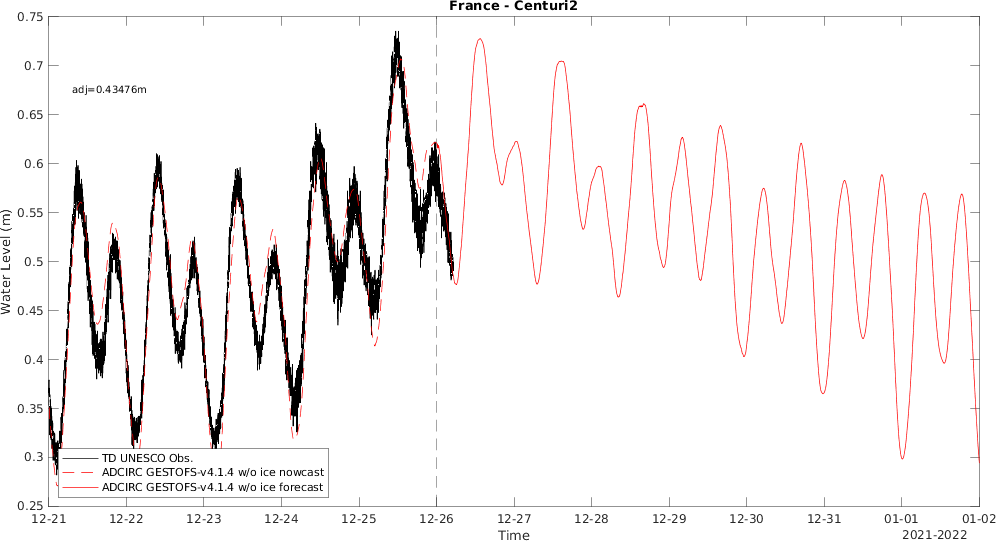 France - Centuri2
0.75
0.7
0.65
0.6
0.55
0.5
0.45
0.4
0.35
0.3
0.25
Water Level (m)
adj=0.43476m
TD UNESCO Obs.
ADCIRC GESTOFS-v4.1.4 w/o ice nowcast
ADCIRC GESTOFS-v4.1.4 w/o ice forecast
12-21 12-22 12-23 12-24 12-25 12-26 12-27 12-28 12-29 12-30 12-31 01-01 01-02
Time
2021-2022